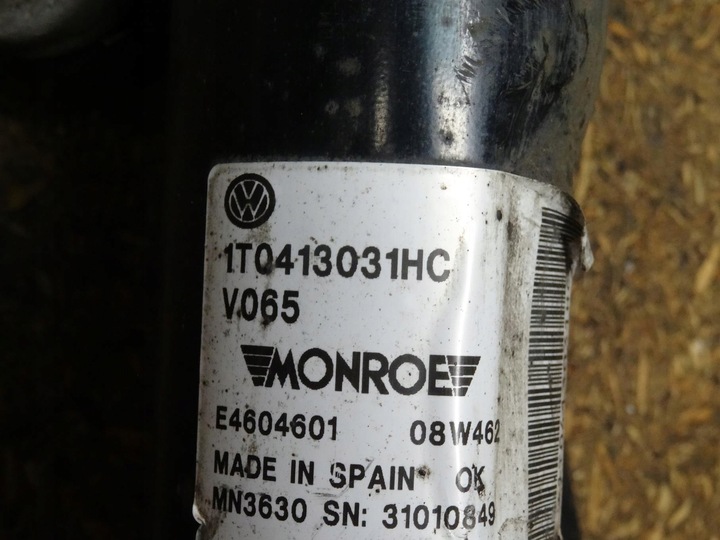 1T0413031HC
V065
MONROE
E4604601 08W462
MADE IN SPAIN OK
MN3630 SN: 31010849